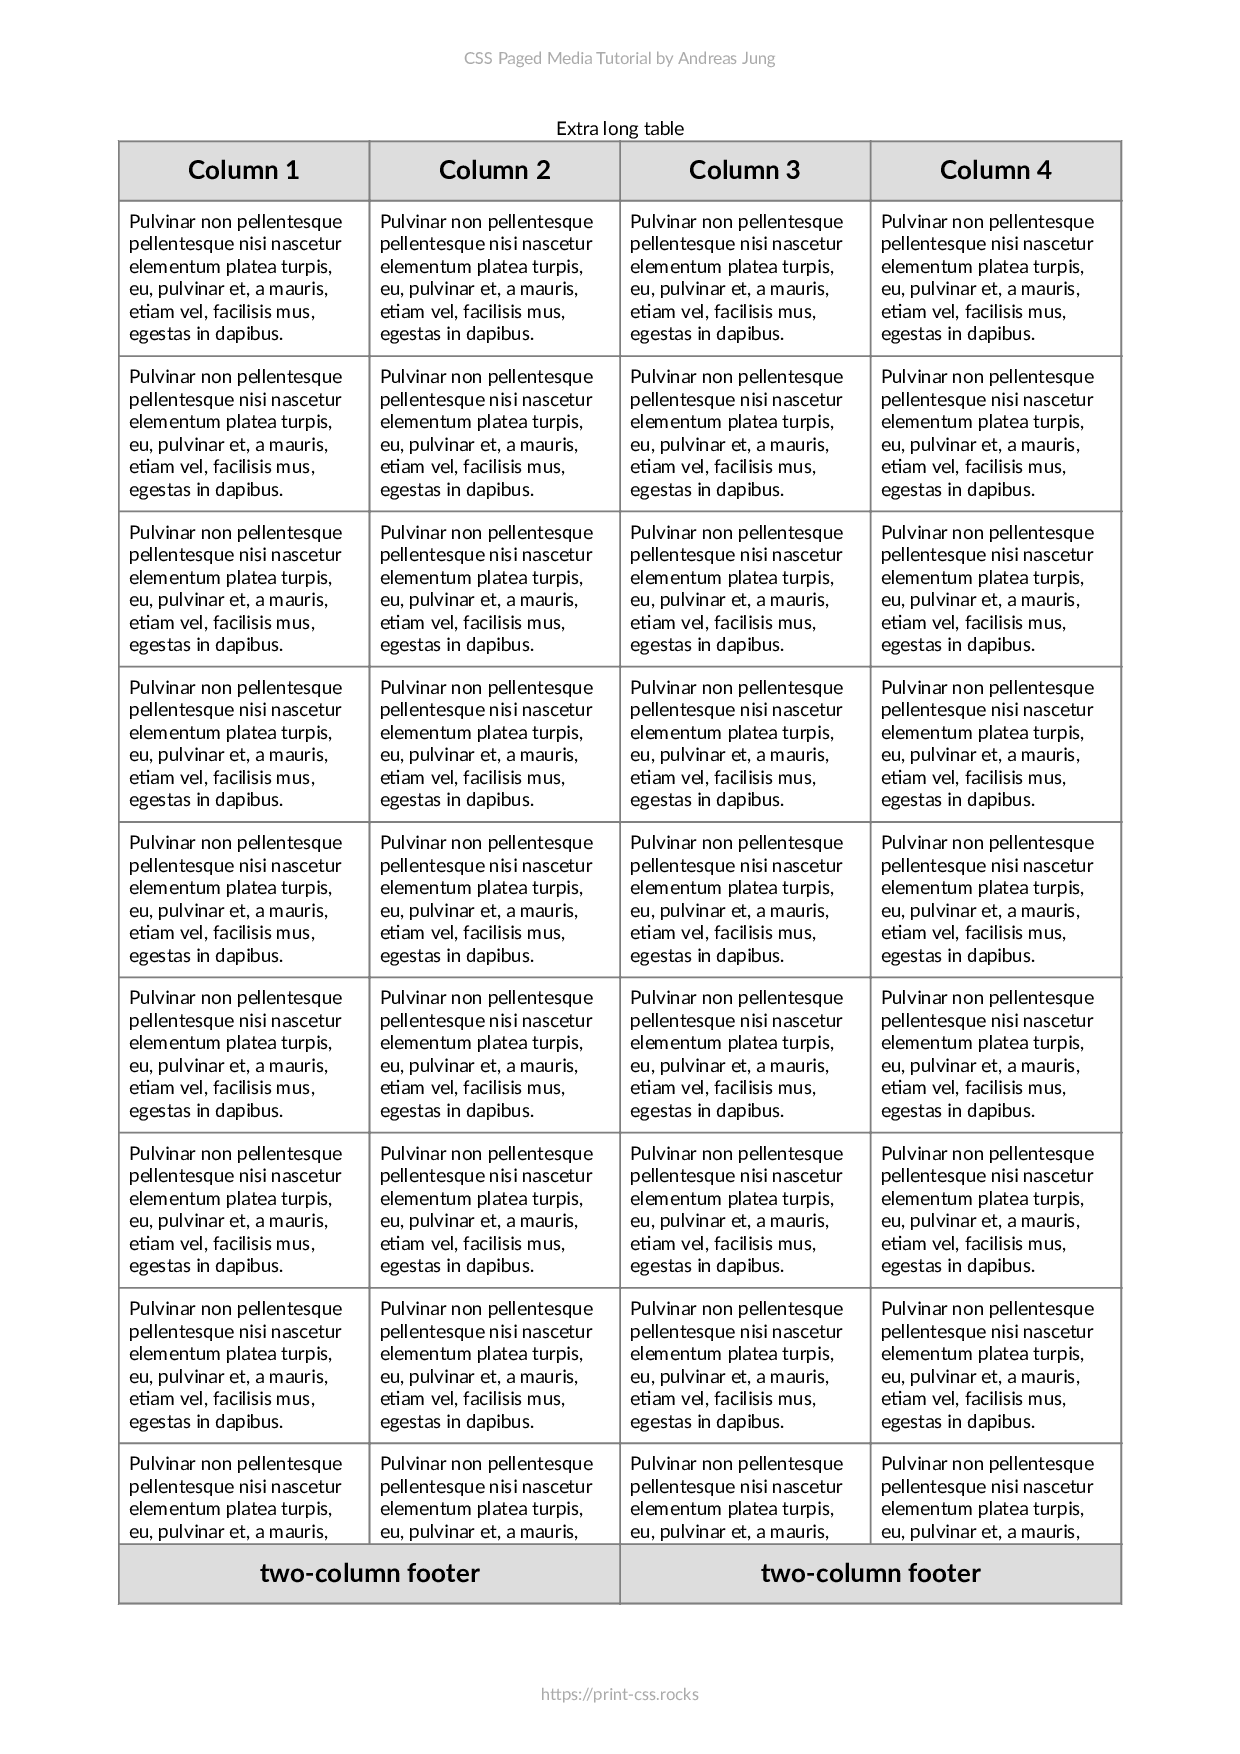 CSS Paged Media Tutorial by Andreas Jung
Extra long table
Column 1 Column 2 Column 3 Column 4
Pulvinar non pellentesque Pulvinar non pellentesque Pulvinar non pellentesque Pulvinar non pellentesque
pellentesque nisi nascetur pellentesque nisi nascetur pellentesque nisi nascetur pellentesque nisi nascetur
elementum platea turpis, elementum platea turpis, elementum platea turpis, elementum platea turpis,
eu, pulvinar et, a mauris, eu, pulvinar et, a mauris, eu, pulvinar et, a mauris, eu, pulvinar et, a mauris,
etiam vel, facilisis mus, etiam vel, facilisis mus, etiam vel, facilisis mus, etiam vel, facilisis mus,
egestas in dapibus. egestas in dapibus. egestas in dapibus. egestas in dapibus.
Pulvinar non pellentesque Pulvinar non pellentesque Pulvinar non pellentesque Pulvinar non pellentesque
pellentesque nisi nascetur pellentesque nisi nascetur pellentesque nisi nascetur pellentesque nisi nascetur
elementum platea turpis, elementum platea turpis, elementum platea turpis, elementum platea turpis,
eu, pulvinar et, a mauris, eu, pulvinar et, a mauris, eu, pulvinar et, a mauris, eu, pulvinar et, a mauris,
etiam vel, facilisis mus, etiam vel, facilisis mus, etiam vel, facilisis mus, etiam vel, facilisis mus,
egestas in dapibus. egestas in dapibus. egestas in dapibus. egestas in dapibus.
Pulvinar non pellentesque Pulvinar non pellentesque Pulvinar non pellentesque Pulvinar non pellentesque
pellentesque nisi nascetur pellentesque nisi nascetur pellentesque nisi nascetur pellentesque nisi nascetur
elementum platea turpis, elementum platea turpis, elementum platea turpis, elementum platea turpis,
eu, pulvinar et, a mauris, eu, pulvinar et, a mauris, eu, pulvinar et, a mauris, eu, pulvinar et, a mauris,
etiam vel, facilisis mus, etiam vel, facilisis mus, etiam vel, facilisis mus, etiam vel, facilisis mus,
egestas in dapibus. egestas in dapibus. egestas in dapibus. egestas in dapibus.
Pulvinar non pellentesque Pulvinar non pellentesque Pulvinar non pellentesque Pulvinar non pellentesque
pellentesque nisi nascetur pellentesque nisi nascetur pellentesque nisi nascetur pellentesque nisi nascetur
elementum platea turpis, elementum platea turpis, elementum platea turpis, elementum platea turpis,
eu, pulvinar et, a mauris, eu, pulvinar et, a mauris, eu, pulvinar et, a mauris, eu, pulvinar et, a mauris,
etiam vel, facilisis mus, etiam vel, facilisis mus, etiam vel, facilisis mus, etiam vel, facilisis mus,
egestas in dapibus. egestas in dapibus. egestas in dapibus. egestas in dapibus.
Pulvinar non pellentesque Pulvinar non pellentesque Pulvinar non pellentesque Pulvinar non pellentesque
pellentesque nisi nascetur pellentesque nisi nascetur pellentesque nisi nascetur pellentesque nisi nascetur
elementum platea turpis, elementum platea turpis, elementum platea turpis, elementum platea turpis,
eu, pulvinar et, a mauris, eu, pulvinar et, a mauris, eu, pulvinar et, a mauris, eu, pulvinar et, a mauris,
etiam vel, facilisis mus, etiam vel, facilisis mus, etiam vel, facilisis mus, etiam vel, facilisis mus,
egestas in dapibus. egestas in dapibus. egestas in dapibus. egestas in dapibus.
Pulvinar non pellentesque Pulvinar non pellentesque Pulvinar non pellentesque Pulvinar non pellentesque
pellentesque nisi nascetur pellentesque nisi nascetur pellentesque nisi nascetur pellentesque nisi nascetur
elementum platea turpis, elementum platea turpis, elementum platea turpis, elementum platea turpis,
eu, pulvinar et, a mauris, eu, pulvinar et, a mauris, eu, pulvinar et, a mauris, eu, pulvinar et, a mauris,
etiam vel, facilisis mus, etiam vel, facilisis mus, etiam vel, facilisis mus, etiam vel, facilisis mus,
egestas in dapibus. egestas in dapibus. egestas in dapibus. egestas in dapibus.
Pulvinar non pellentesque Pulvinar non pellentesque Pulvinar non pellentesque Pulvinar non pellentesque
pellentesque nisi nascetur pellentesque nisi nascetur pellentesque nisi nascetur pellentesque nisi nascetur
elementum platea turpis, elementum platea turpis, elementum platea turpis, elementum platea turpis,
eu, pulvinar et, a mauris, eu, pulvinar et, a mauris, eu, pulvinar et, a mauris, eu, pulvinar et, a mauris,
etiam vel, facilisis mus, etiam vel, facilisis mus, etiam vel, facilisis mus, etiam vel, facilisis mus,
egestas in dapibus. egestas in dapibus. egestas in dapibus. egestas in dapibus.
Pulvinar non pellentesque Pulvinar non pellentesque Pulvinar non pellentesque Pulvinar non pellentesque
pellentesque nisi nascetur pellentesque nisi nascetur pellentesque nisi nascetur pellentesque nisi nascetur
elementum platea turpis, elementum platea turpis, elementum platea turpis, elementum platea turpis,
eu, pulvinar et, a mauris, eu, pulvinar et, a mauris, eu, pulvinar et, a mauris, eu, pulvinar et, a mauris,
etiam vel, facilisis mus, etiam vel, facilisis mus, etiam vel, facilisis mus, etiam vel, facilisis mus,
egestas in dapibus. egestas in dapibus. egestas in dapibus. egestas in dapibus.
Pulvinar non pellentesque Pulvinar non pellentesque Pulvinar non pellentesque Pulvinar non pellentesque
pellentesque nisi nascetur pellentesque nisi nascetur pellentesque nisi nascetur pellentesque nisi nascetur
elementum platea turpis, elementum platea turpis, elementum platea turpis, elementum platea turpis,
eu, pulvinar et, a mauris, eu, pulvinar et, a mauris, eu, pulvinar et, a mauris, eu, pulvinar et, a mauris,
two-column footer two-column footer
https://print-css.rocks